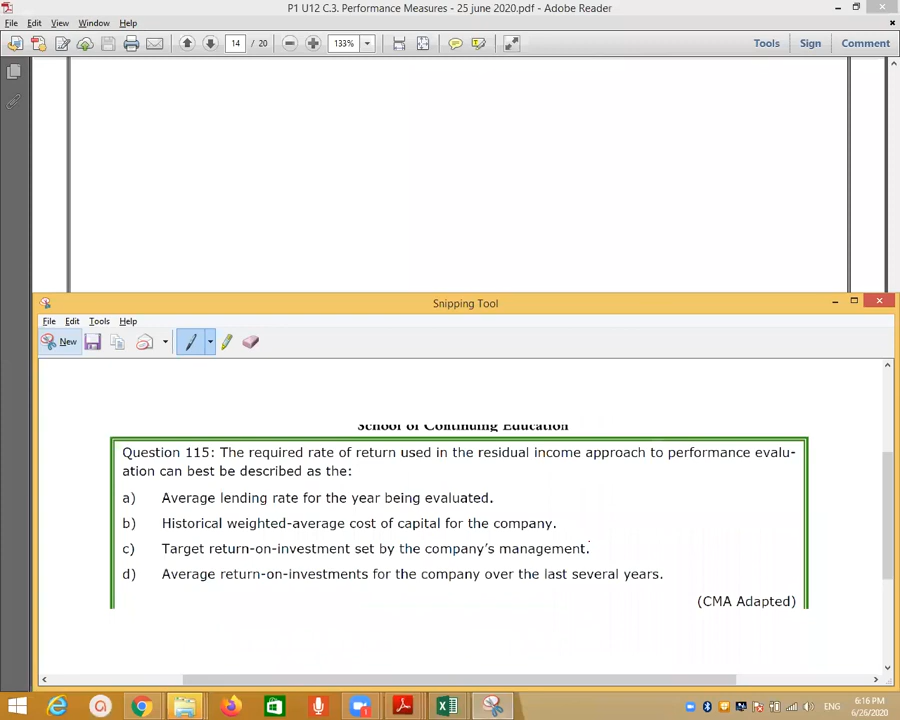 P1 U12 C.3. Performance Measures - 25 june 2020.pdf - Adobe Reader
File Edit View Window Help
14 / 20 133% Tools Sign Comment
Snipping Tool
File Edit Tools Help
New
School of Continuing Education
Question 115: The required rate of return used in the residual income approach to performance evalu-
ation can best be described as the:
a) Average lending rate for the year being evaluated.
b) Historical weighted-average cost of capital for the company.
c) Target return-on-investment set by the company's management.
d) Average return-on-investments for the company over the last several years.
(CMA Adapted)
ENG 6:16 PM
6/26/2020